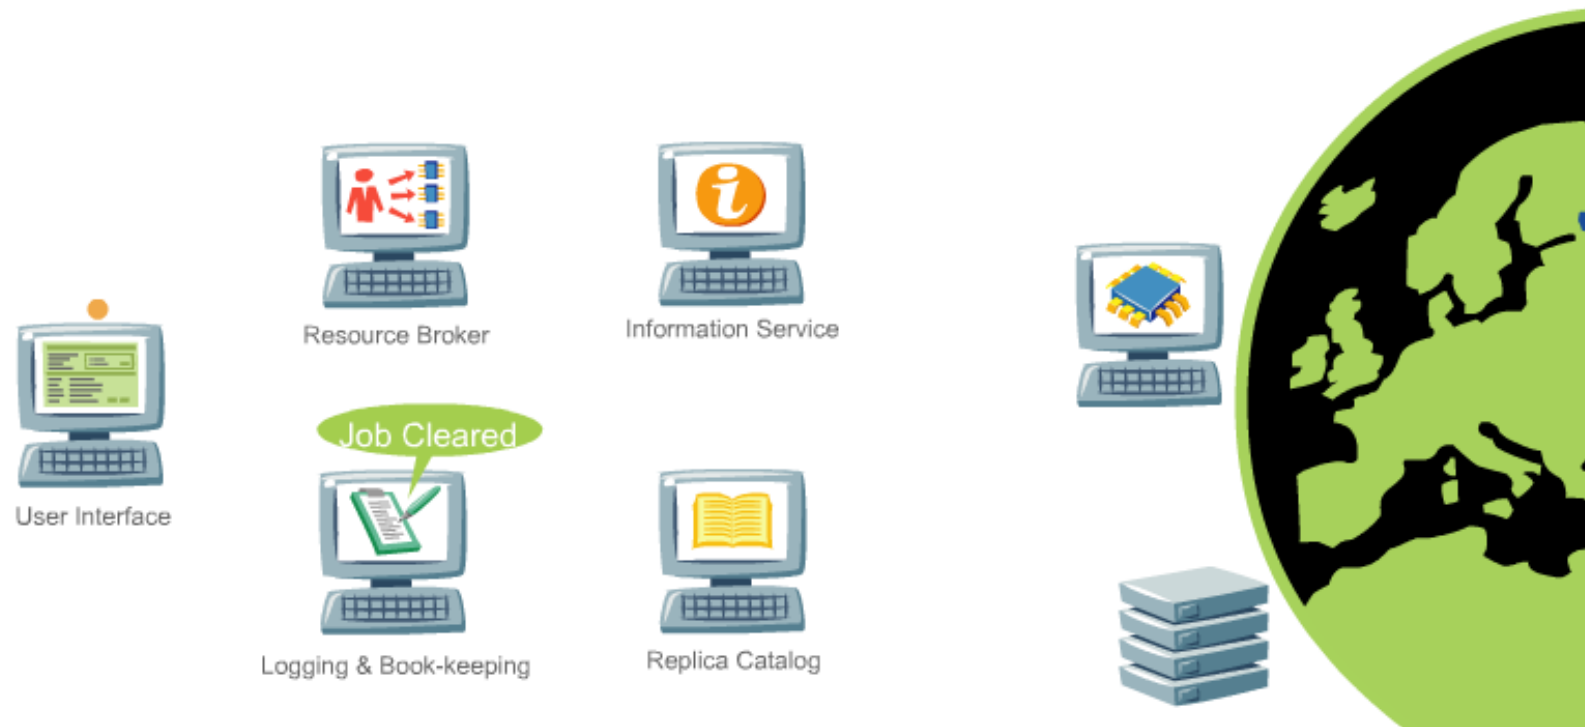 Resource Broker
Information Service
Job Cleared
User Interface
Logging & Book-keeping
Replica Catalog